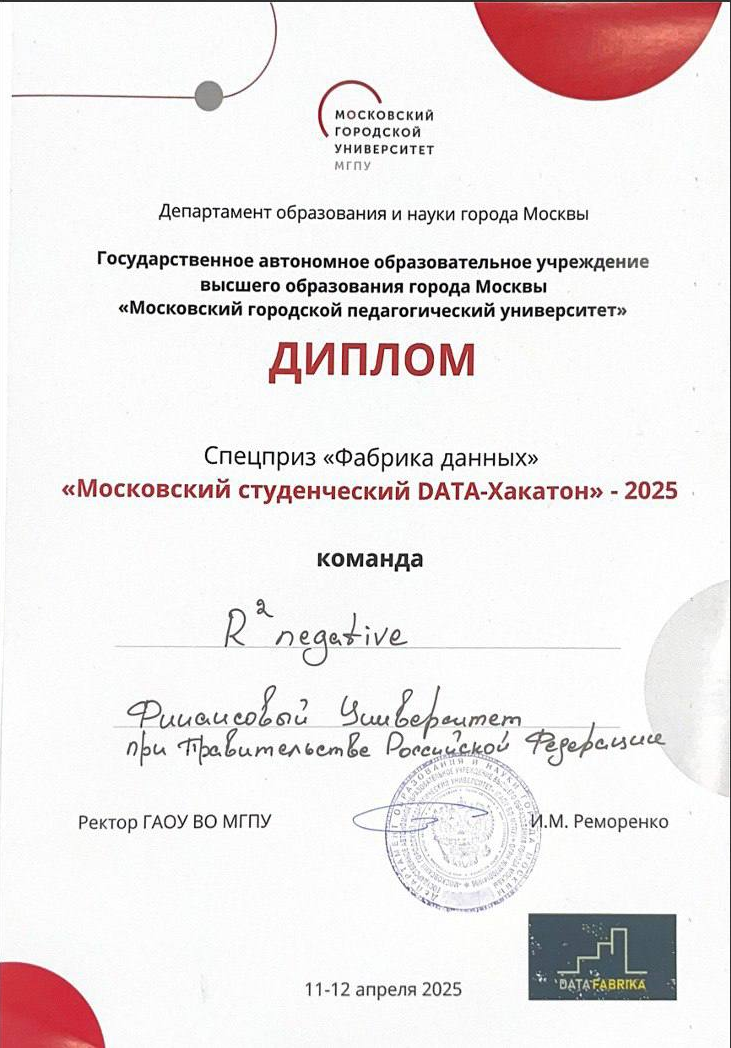 МОСКОВСКИЙ
ГОРОДСКОЙ
УНИВЕРСИТЕТ
МГПУ
Департамент образования и науки города Москвы
Государственное автономное образовательное учреждение
высшего образования города Москвы
«Московский городской педагогический университет»
ДИПЛОМ
Спецприз «Фабрика данных»
«Московский студенческий DATA-Хакатон» - 2025
команда
R² negative
Финансовый Университет
при Правительстве Российской Федерации
Ректор ГАОУ ВО МГПУ
И.М. Реморенко
DATAFABRIKA
11-12 апреля 2025